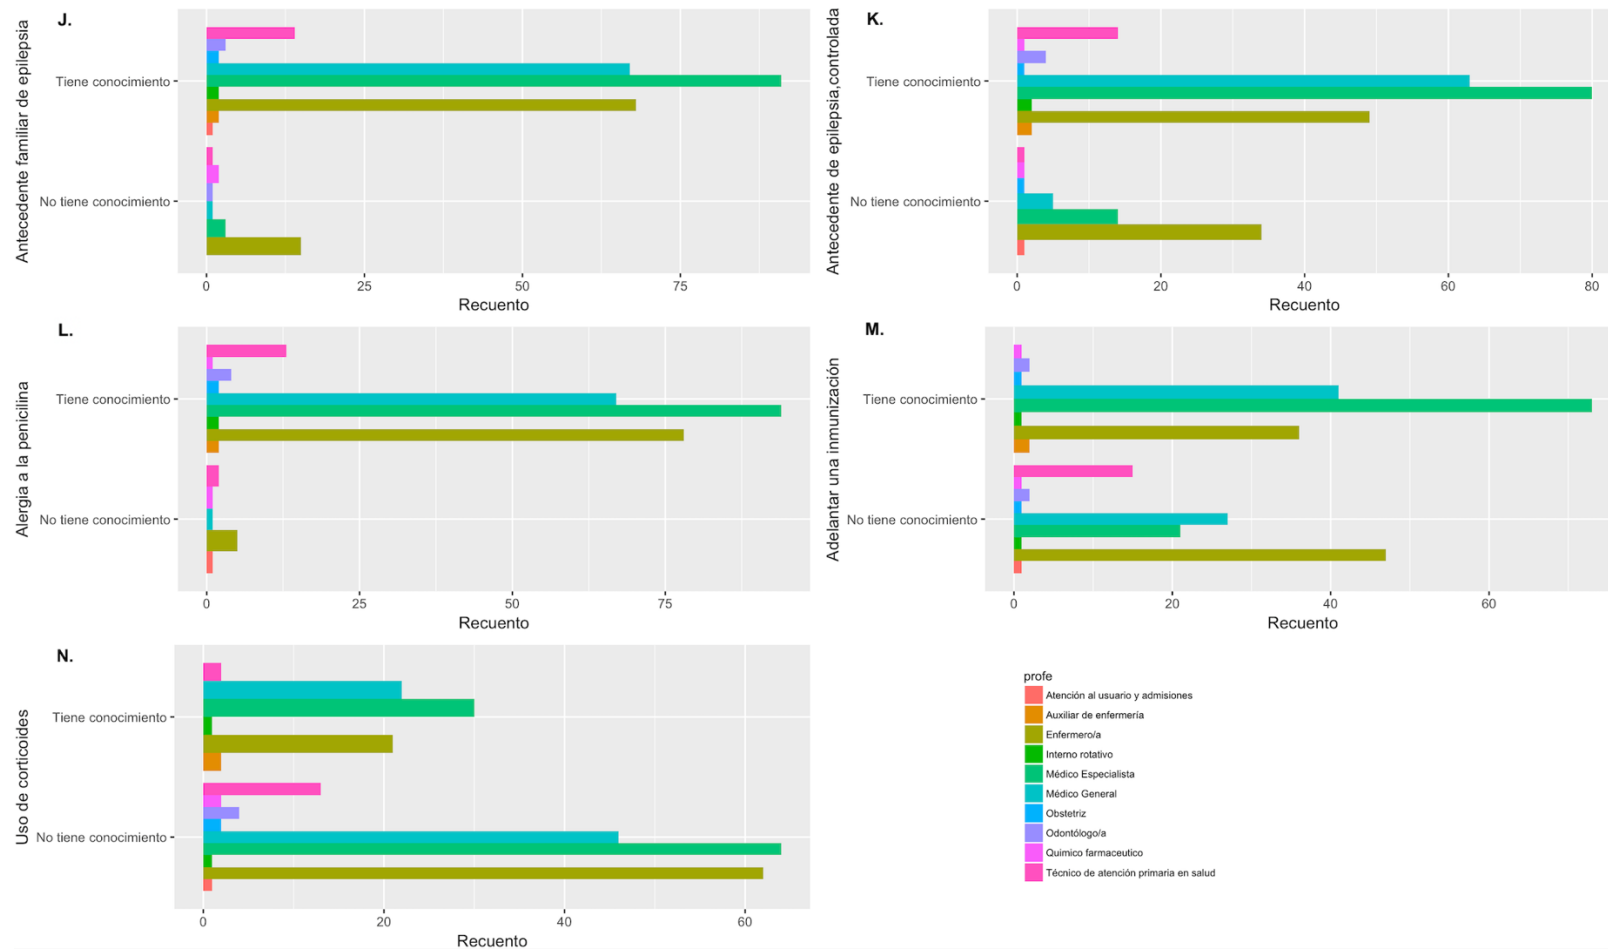 J.
Antecedente familiar de epilepsia
Tiene conocimiento
No tiene conocimiento
0 25 50 75
Recuento
K.
Antecedente de epilepsia,controlada
Tiene conocimiento
No tiene conocimiento
0 20 40 60 80
Recuento
L.
Alergia a la penicilina
Tiene conocimiento
No tiene conocimiento
0 25 50 75
Recuento
M.
Adelantar una inmunización
Tiene conocimiento
No tiene conocimiento
0 20 40 60
Recuento
N.
Uso de corticoides
Tiene conocimiento
No tiene conocimiento
0 20 40 60
Recuento
profe
Atención al usuario y admisiones
Auxiliar de enfermería
Enfermero/a
Interno rotativo
Médico Especialista
Médico General
Obstetriz
Odontólogo/a
Quimico farmaceutico
Técnico de atención primaria en salud